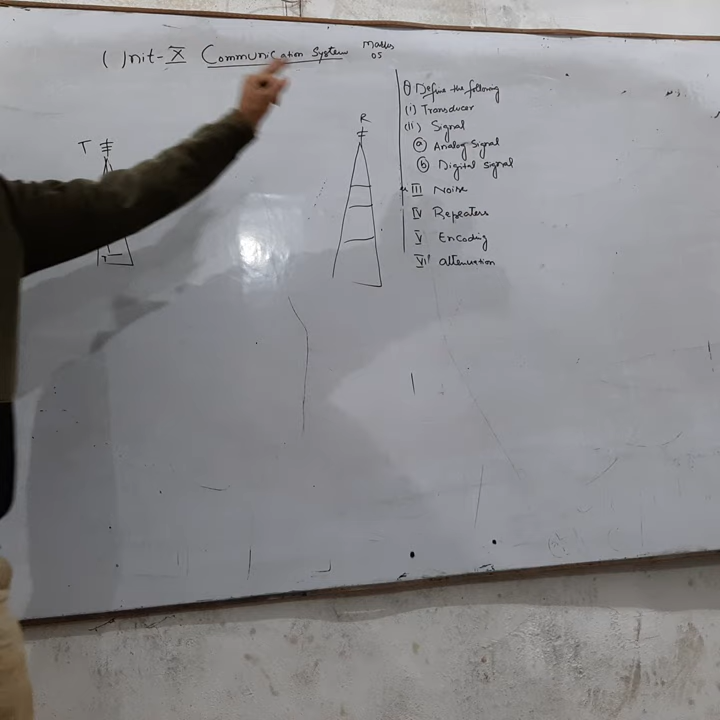 Unit-X Communication System Marks
05
T
R
Q Define the following
(i) Transducer
(ii) Signal
(a) Analog Signal
(b) Digital Signal
III Noise
IV Repeaters
V Encoding
VI attenuation